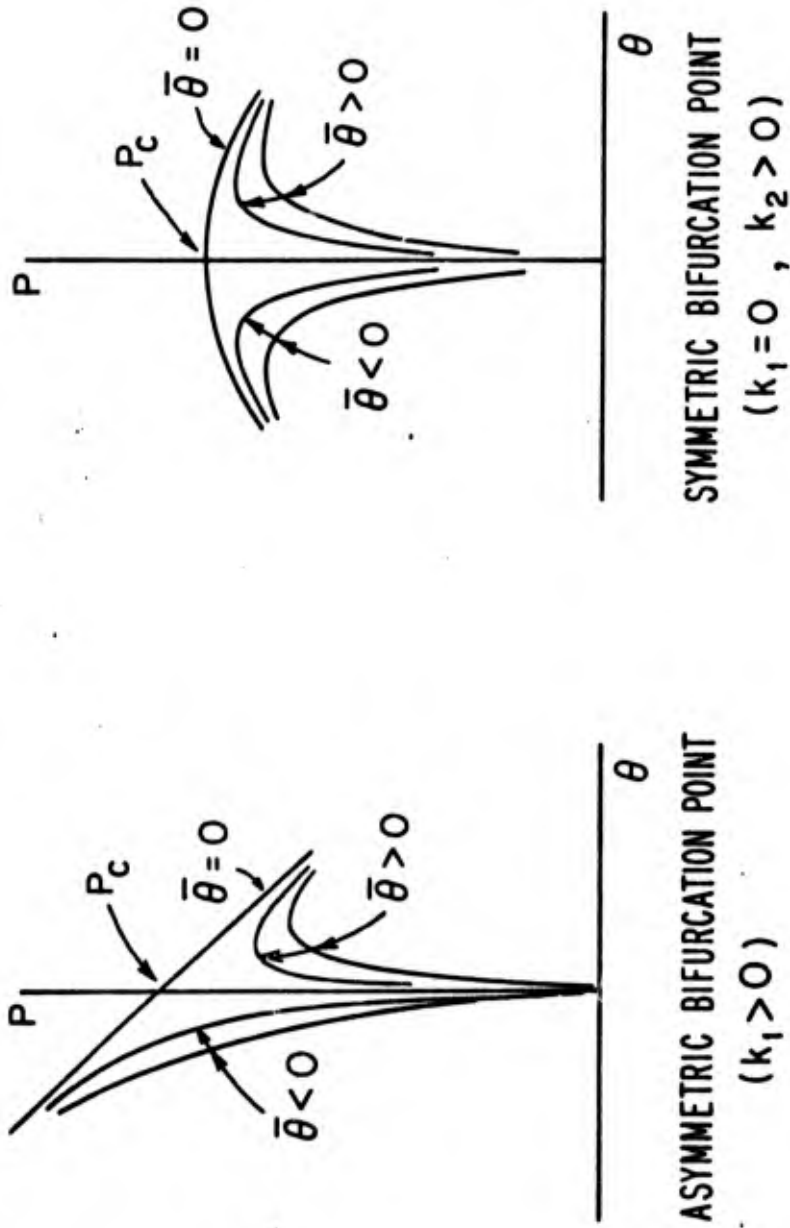 P
P_C
θ̄ = 0
θ̄ < 0
θ̄ > 0
θ
ASYMMETRIC BIFURCATION POINT
(k₁ > 0)
P
P_C
θ̄ = 0
θ̄ < 0
θ̄ > 0
θ
SYMMETRIC BIFURCATION POINT
(k₁ = 0 , k₂ > 0)